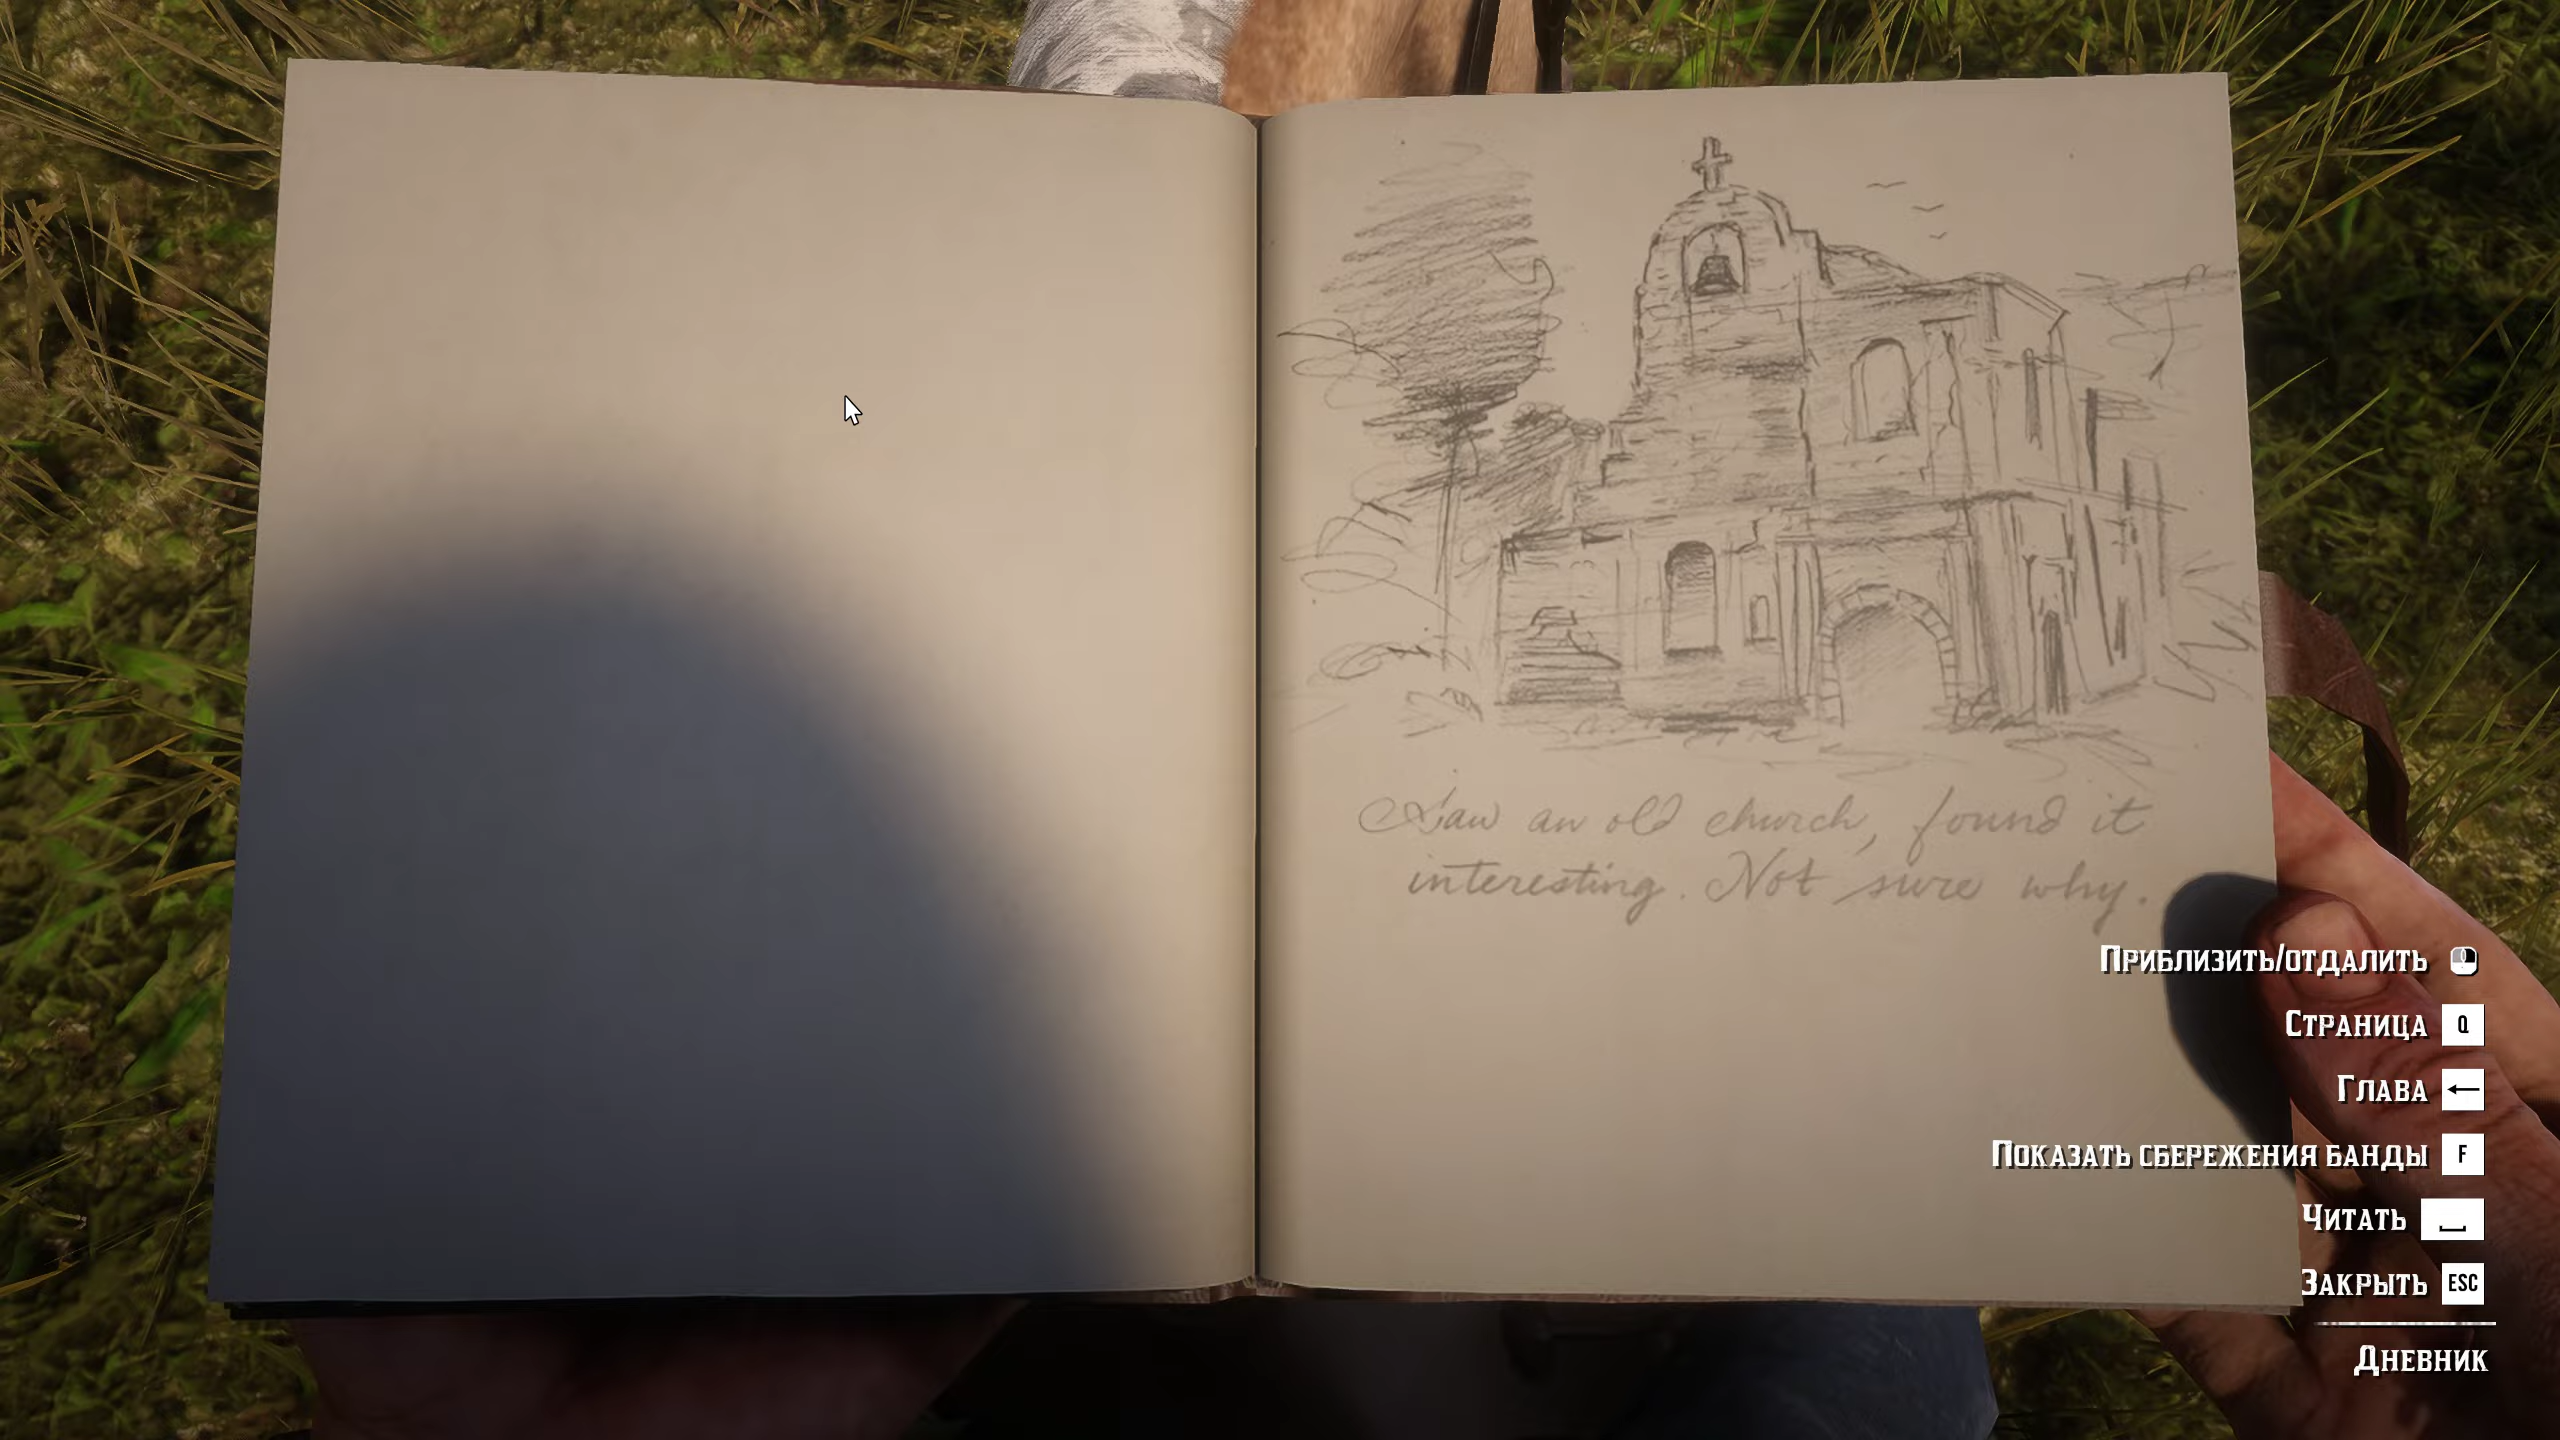 Saw an old church, found it
interesting. Not sure why.
Приблизить/отдалить
Страница Q
Глава ←
Показать сбережения банды F
Читать
Закрыть ESC
Дневник